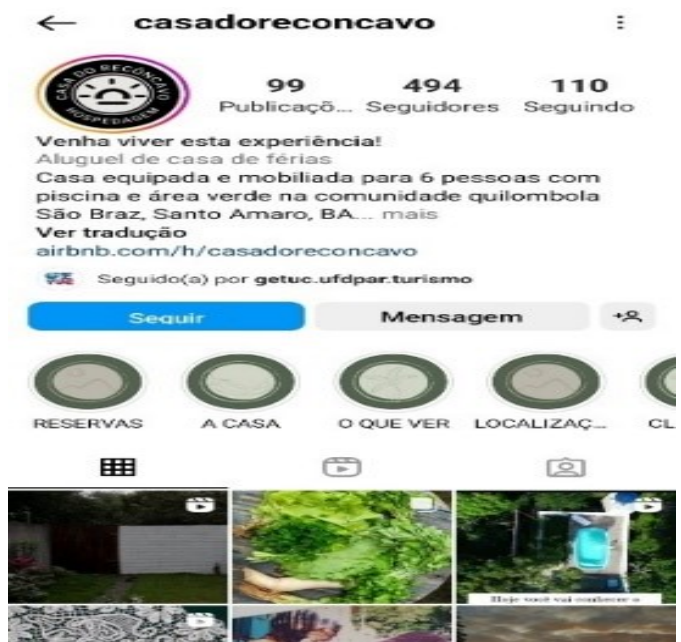 casadoreconcavo
CASA DO RECÔNCAVO
HOSPEDAGEM
99 494 110
Publicaçõ... Seguidores Seguindo
Venha viver esta experiência!
Aluguel de casa de férias
Casa equipada e mobiliada para 6 pessoas com
piscina e área verde na comunidade quilombola
São Braz, Santo Amaro, BA... mais
Ver tradução
airbnb.com/h/casadoreconcavo
Seguido(a) por getuc.ufdpar.turismo
Seguir Mensagem
RESERVAS A CASA O QUE VER LOCALIZAÇ... CL
Hoje você vai conhecer o